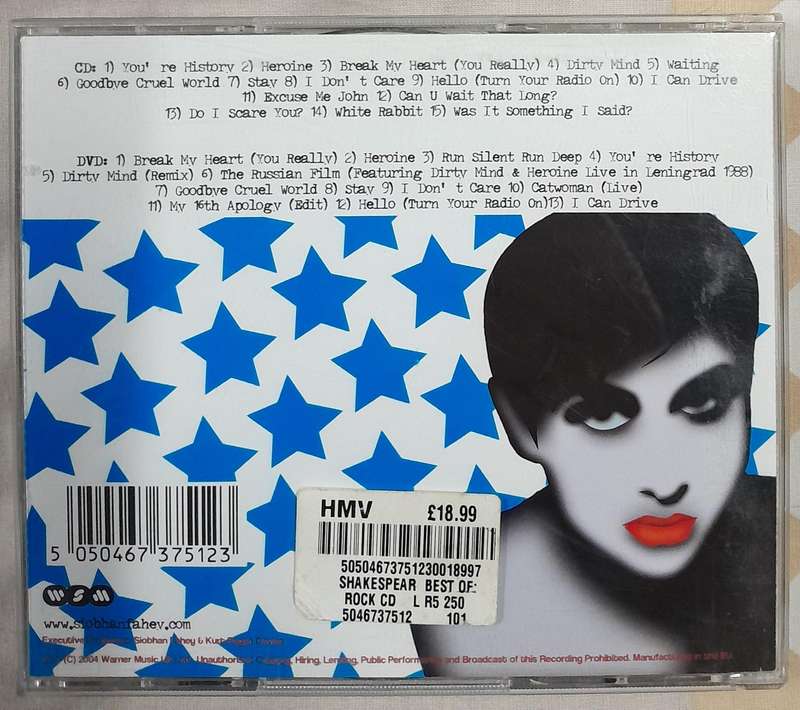 CD: 1) You're History 2) Heroine 3) Break My Heart (You Really) 4) Dirty Mind 5) Waiting
6) Goodbye Cruel World 7) Stay 8) I Don't Care 9) Hello (Turn Your Radio On) 10) I Can Drive
11) Excuse Me John 12) Can U Wait That Long?
13) Do I Scare You? 14) White Rabbit 15) Was It Something I Said?
DVD: 1) Break My Heart (You Really) 2) Heroine 3) Run Silent Run Deep 4) You're History
5) Dirty Mind (Remix) 6) The Russian Film (Featuring Dirty Mind & Heroine Live in Leningrad 1988)
7) Goodbye Cruel World 8) Stay 9) I Don't Care 10) Catwoman (Live)
11) My 16th Apology (Edit) 12) Hello (Turn Your Radio On)13) I Can Drive
HMV £18.99
50504673751230018997
SHAKESPEAR BEST OF:
ROCK CD L R5 250
5046737512 101
5 050467 375123
wsm
www.siobhanfahey.com
Siobhan Fahey & Kurt
(C) 2004 Warner Music Hiring, Lending, Public Performance and Broadcast of this Recording Prohibited. Manufactured in the EU.